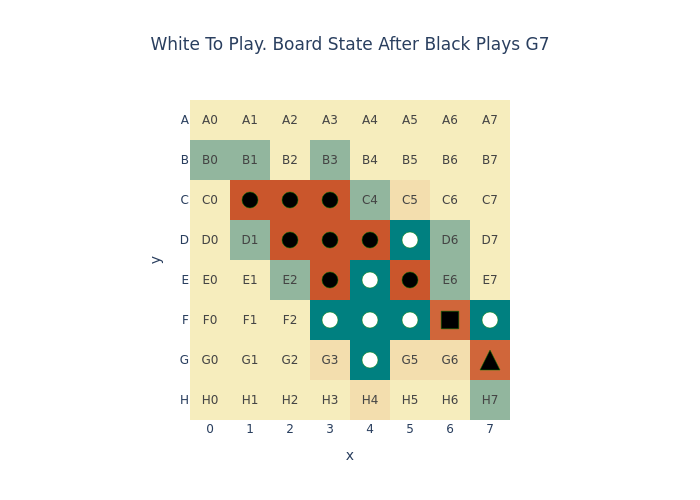 White To Play. Board State After Black Plays G7
A A0 A1 A2 A3 A4 A5 A6 A7
B B0 B1 B2 B3 B4 B5 B6 B7
C C0 C4 C5 C6 C7
D D0 D1 D6 D7
y
E E0 E1 E2 E6 E7
F F0 F1 F2
G G0 G1 G2 G3 G5 G6
H H0 H1 H2 H3 H4 H5 H6 H7
0 1 2 3 4 5 6 7
x